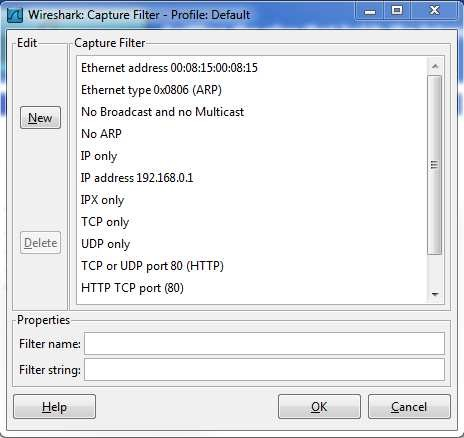 Wireshark: Capture Filter - Profile: Default
Edit
Capture Filter
Ethernet address 00:08:15:00:08:15
Ethernet type 0x0806 (ARP)
No Broadcast and no Multicast
New
No ARP
IP only
IP address 192.168.0.1
IPX only
TCP only
UDP only
Delete
TCP or UDP port 80 (HTTP)
HTTP TCP port (80)
Properties
Filter name:
Filter string:
Help
OK
Cancel